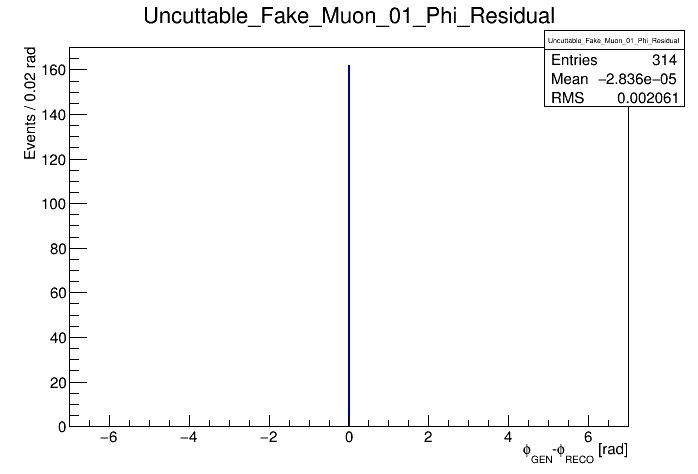 Uncuttable_Fake_Muon_01_Phi_Residual
Uncuttable_Fake_Muon_01_Phi_Residual
Entries 314
Mean −2.836e−05
RMS 0.002061
Events / 0.02 rad
160
140
120
100
80
60
40
20
0
−6 −4 −2 0 2 4 6
ϕGEN-ϕRECO [rad]